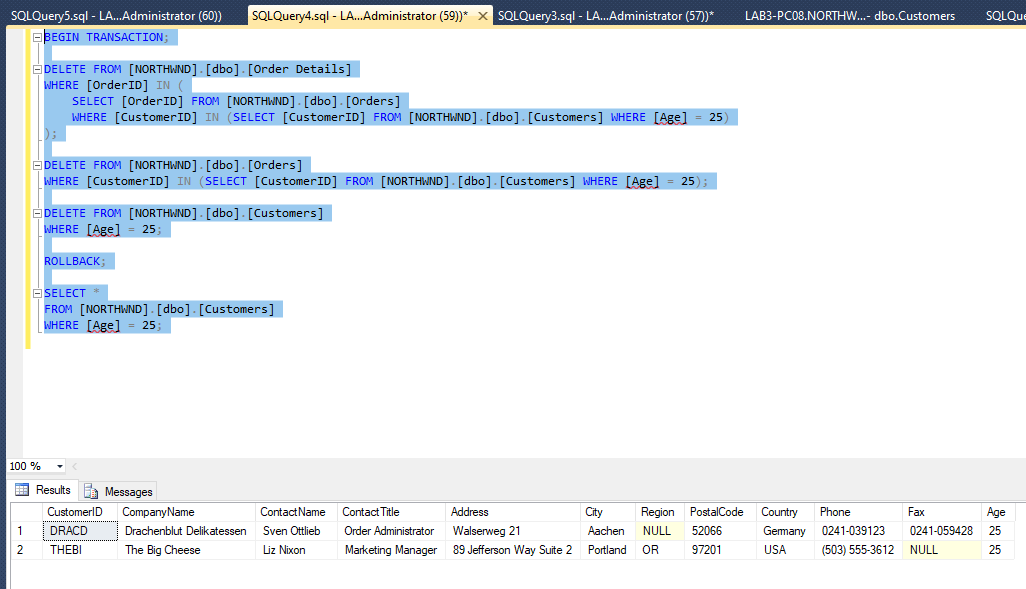 SQLQuery5.sql - LA...Administrator (60)) SQLQuery4.sql - LA...Administrator (59))* SQLQuery3.sql - LA...Administrator (57))* LAB3-PC08.NORTHW...- dbo.Customers SQLQue
BEGIN TRANSACTION;
DELETE FROM [NORTHWND].[dbo].[Order Details]
WHERE [OrderID] IN (
SELECT [OrderID] FROM [NORTHWND].[dbo].[Orders]
WHERE [CustomerID] IN (SELECT [CustomerID] FROM [NORTHWND].[dbo].[Customers] WHERE [Age] = 25)
);
DELETE FROM [NORTHWND].[dbo].[Orders]
WHERE [CustomerID] IN (SELECT [CustomerID] FROM [NORTHWND].[dbo].[Customers] WHERE [Age] = 25);
DELETE FROM [NORTHWND].[dbo].[Customers]
WHERE [Age] = 25;
ROLLBACK;
SELECT *
FROM [NORTHWND].[dbo].[Customers]
WHERE [Age] = 25;
100 %
Results Messages
CustomerID CompanyName ContactName ContactTitle Address City Region PostalCode Country Phone Fax Age
1 DRACD Drachenblut Delikatessen Sven Ottlieb Order Administrator Walserweg 21 Aachen NULL 52066 Germany 0241-039123 0241-059428 25
2 THEBI The Big Cheese Liz Nixon Marketing Manager 89 Jefferson Way Suite 2 Portland OR 97201 USA (503) 555-3612 NULL 25